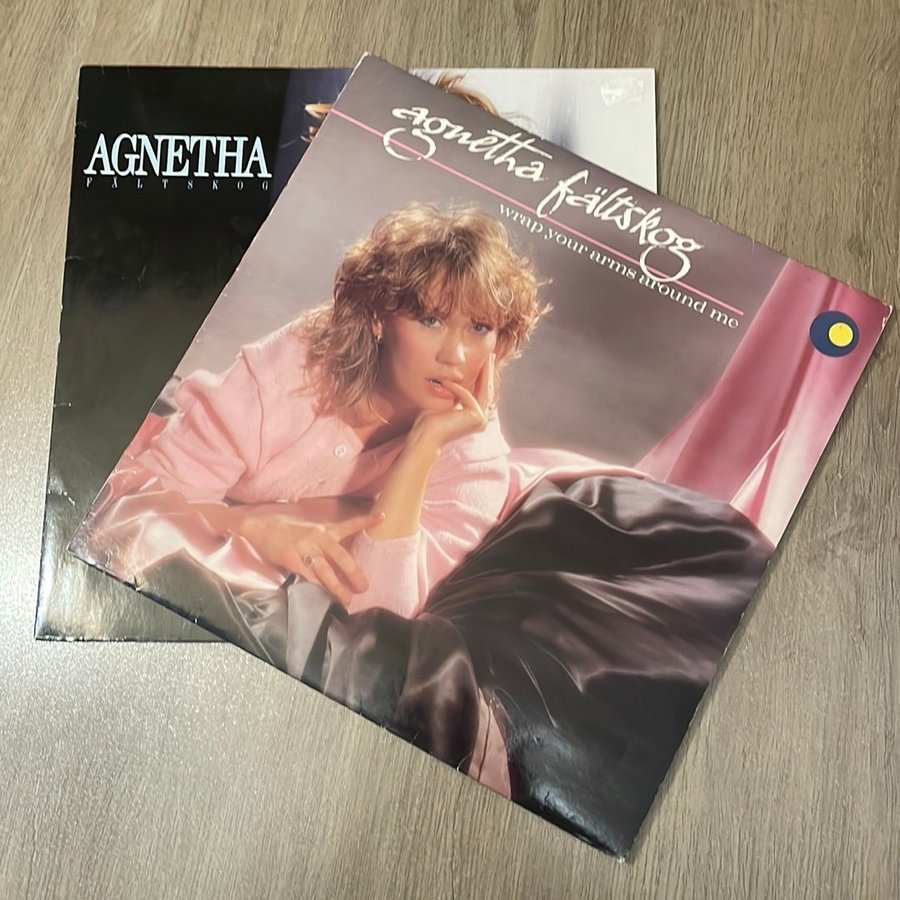 AGNETHA
FÄLTSKOG
agnetha fältskog
wrap your arms around me